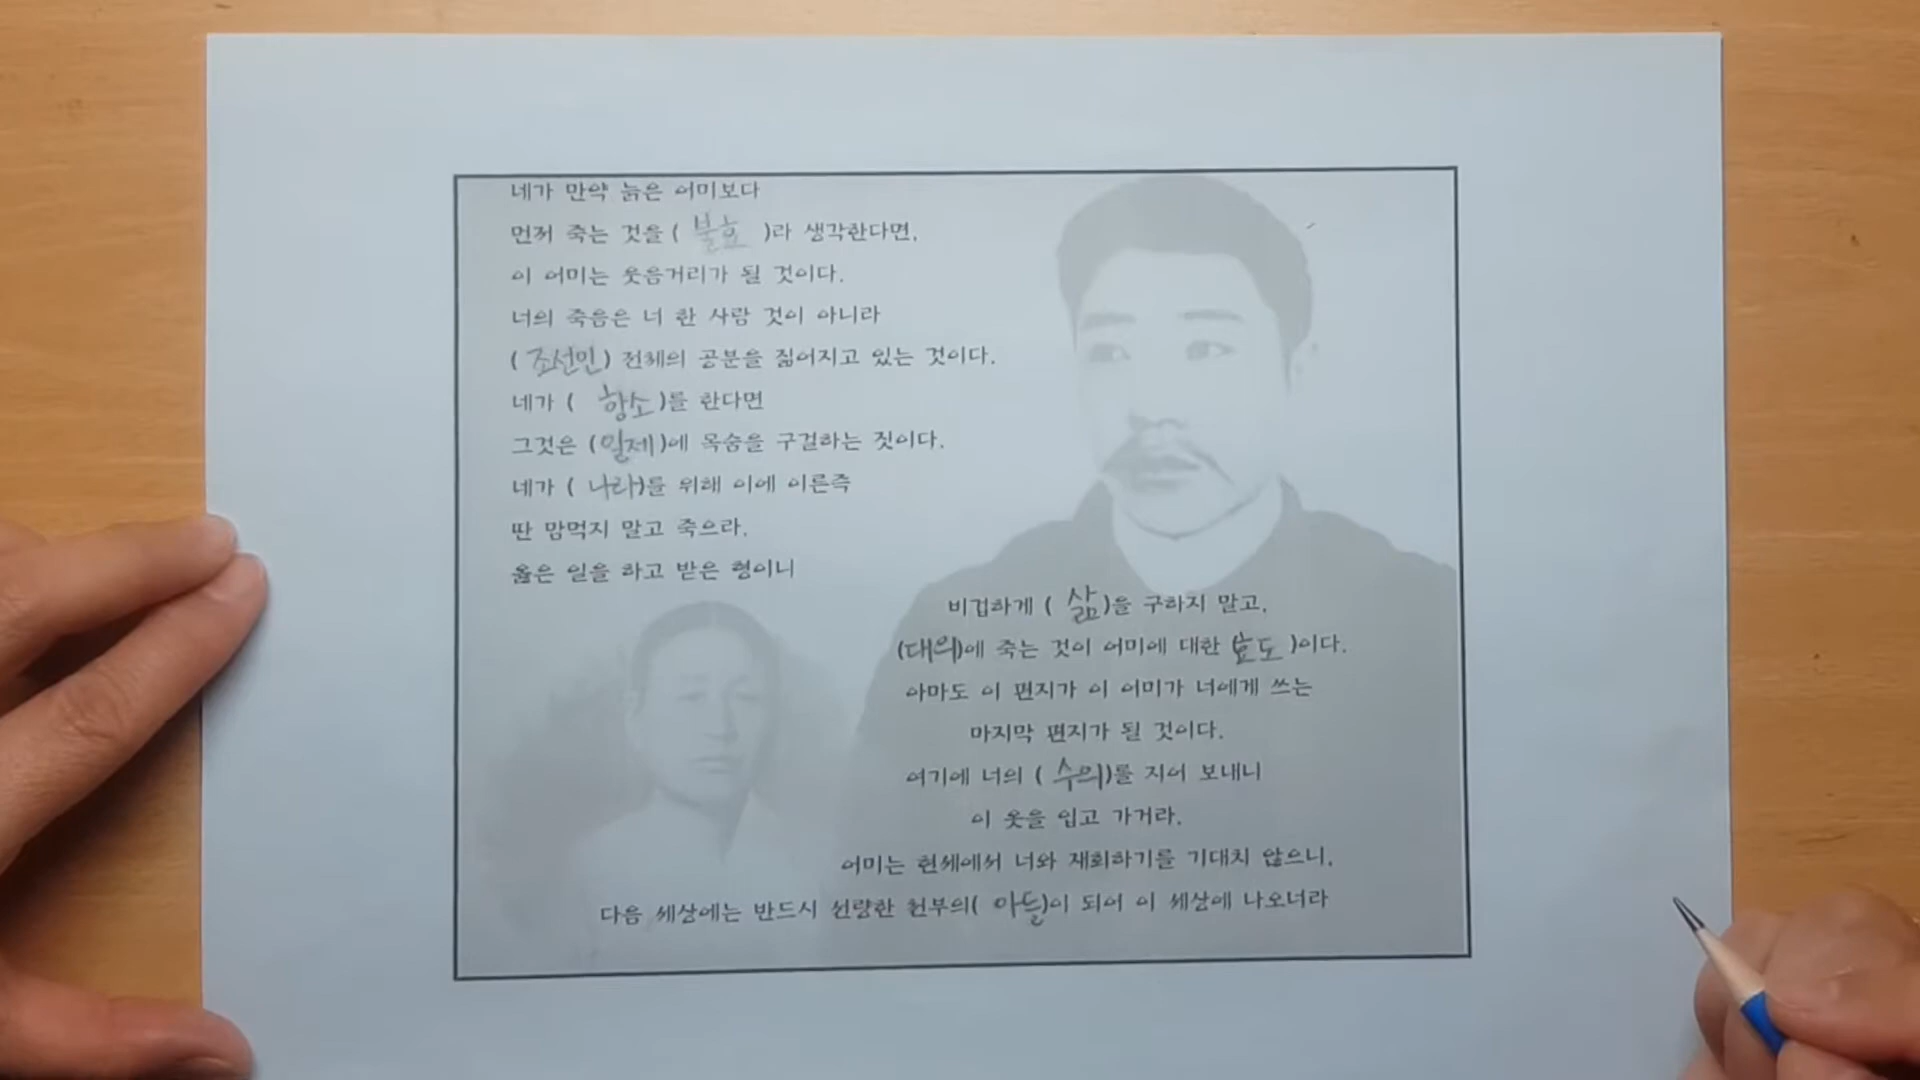 네가 만약 늙은 어미보다
먼저 죽는 것을 ( 불효 )라 생각한다면,
이 어미는 웃음거리가 될 것이다.
너의 죽음은 너 한 사람 것이 아니라
( 조선인 ) 전체의 공분을 짊어지고 있는 것이다.
네가 ( 항소 )를 한다면
그것은 (일제)에 목숨을 구걸하는 짓이다.
네가 ( 나라)를 위해 이에 이른즉
딴 맘먹지 말고 죽으라.
옳은 일을 하고 받은 형이니
비겁하게 ( 삶 )을 구하지 말고,
(대의)에 죽는 것이 어미에 대한 (효도 )이다.
아마도 이 편지가 이 어미가 너에게 쓰는
마지막 편지가 될 것이다.
여기에 너의 ( 수의)를 지어 보내니
이 옷을 입고 가거라.
어미는 현세에서 너와 재회하기를 기대치 않으니,
다음 세상에는 반드시 선량한 천부의( 아들)이 되어 이 세상에 나오너라